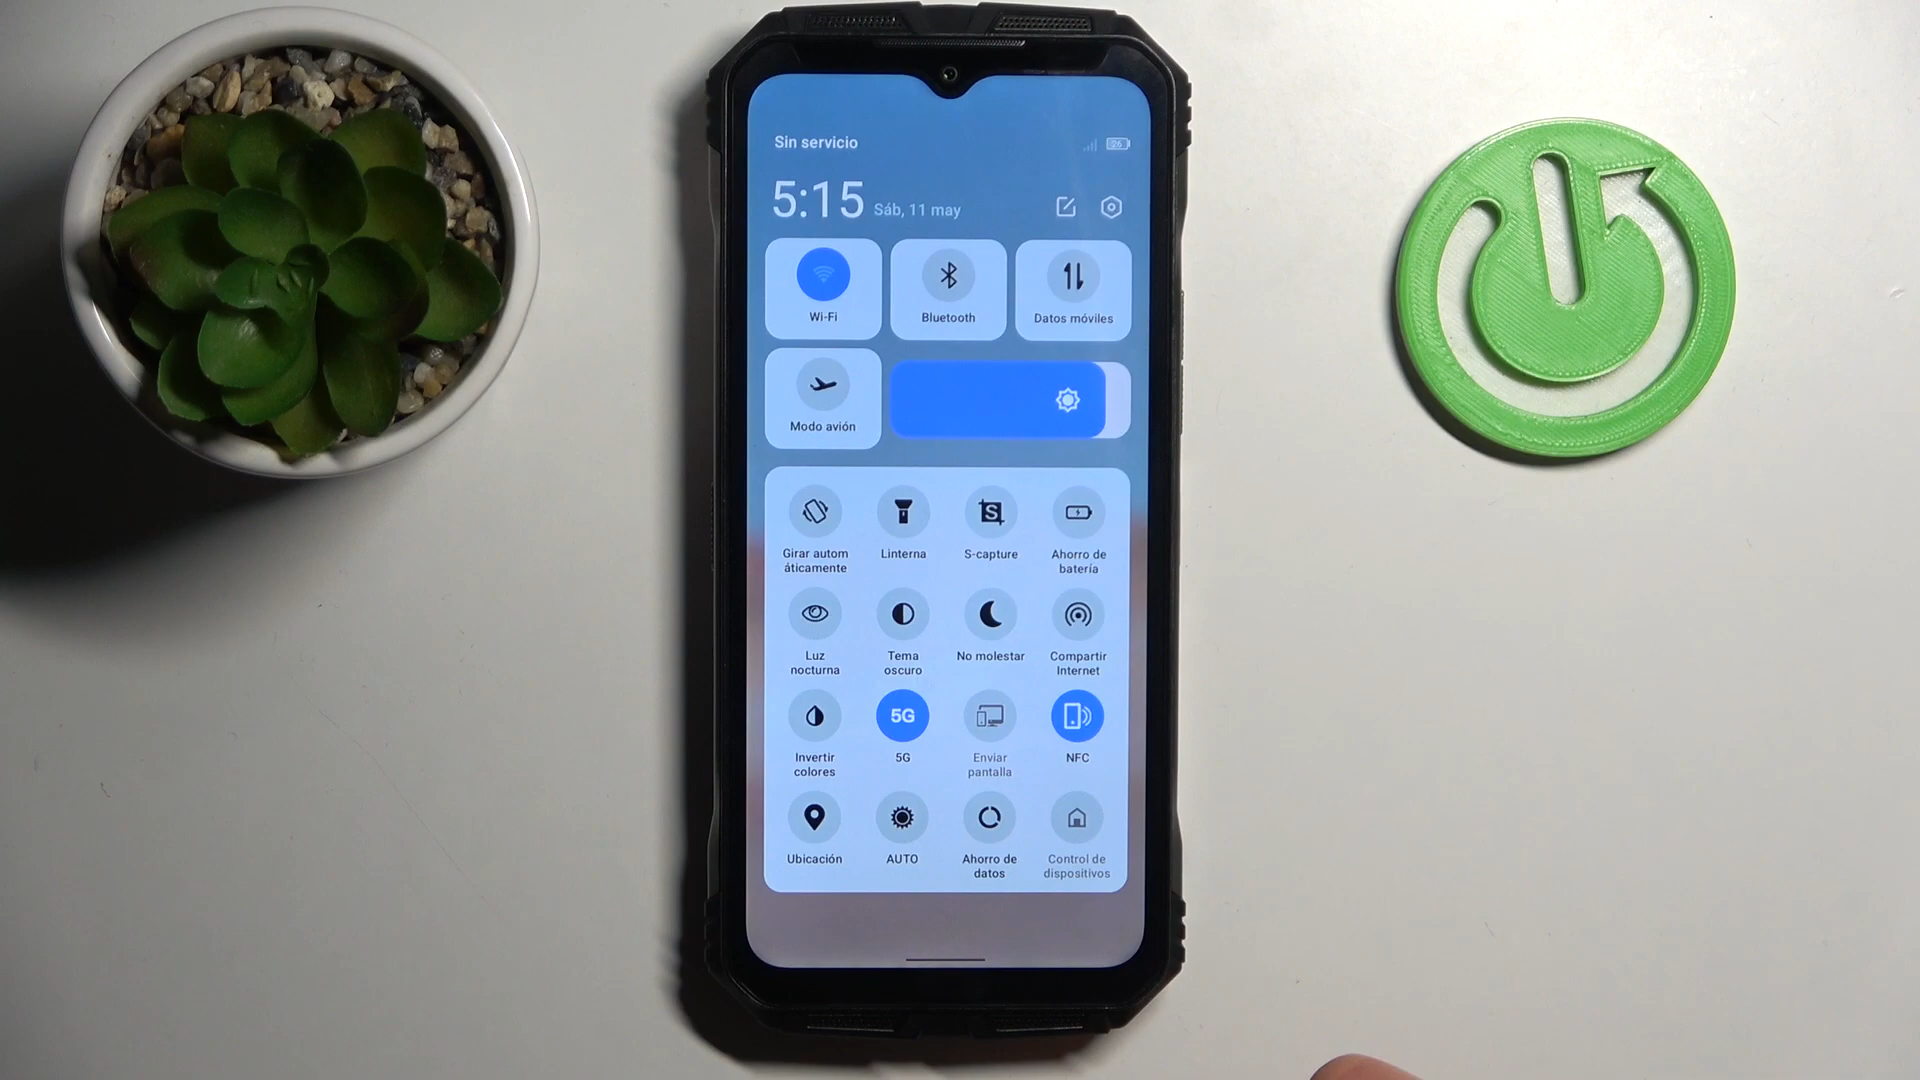 Sin servicio
26
5:15 Sáb, 11 may
Wi-Fi
Bluetooth
Datos móviles
Modo avión
Girar autom
áticamente
Linterna
S
S-capture
Ahorro de
batería
Luz
nocturna
Tema
oscuro
No molestar
Compartir
Internet
Invertir
colores
5G
5G
Enviar
pantalla
NFC
Ubicación
AUTO
Ahorro de
datos
Control de
dispositivos